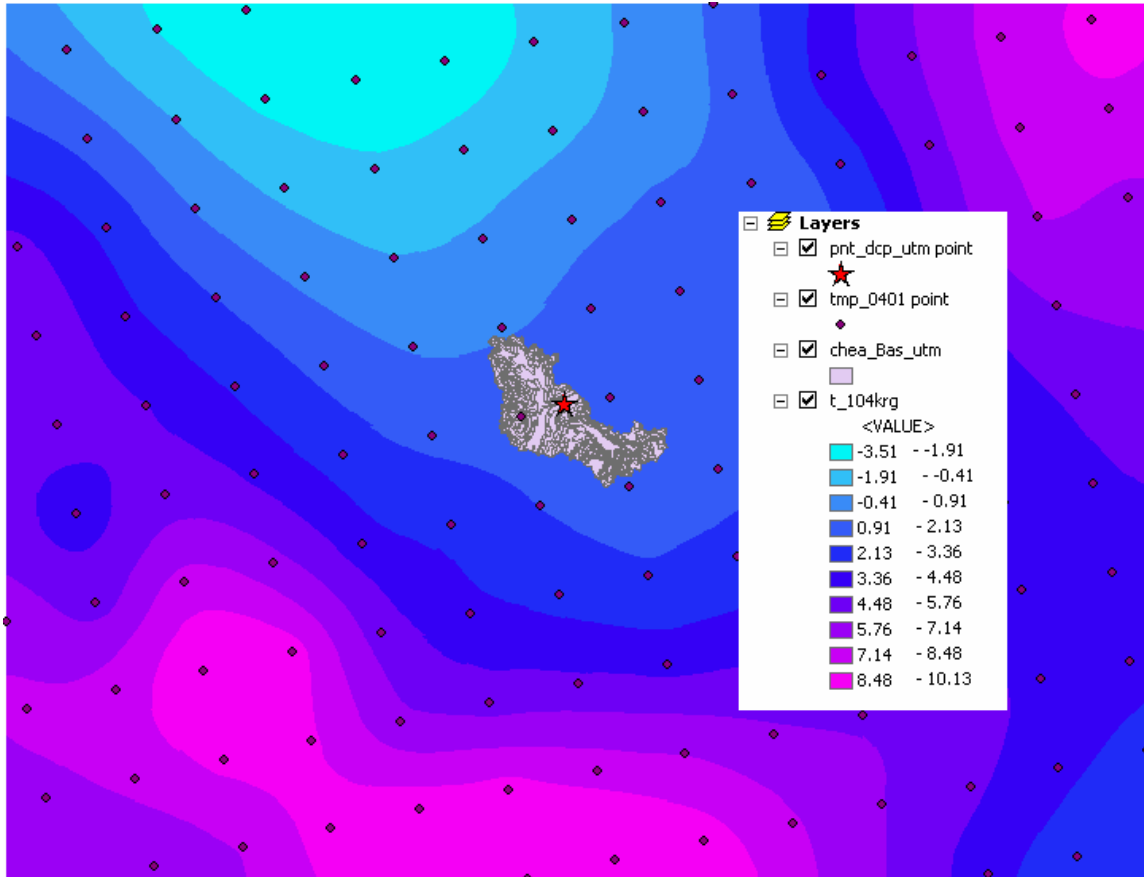 Layers
pnt_dcp_utm point
tmp_0401 point
chea_Bas_utm
t_104krg
<VALUE>
-3.51 - -1.91
-1.91 - -0.41
-0.41 - 0.91
0.91 - 2.13
2.13 - 3.36
3.36 - 4.48
4.48 - 5.76
5.76 - 7.14
7.14 - 8.48
8.48 - 10.13